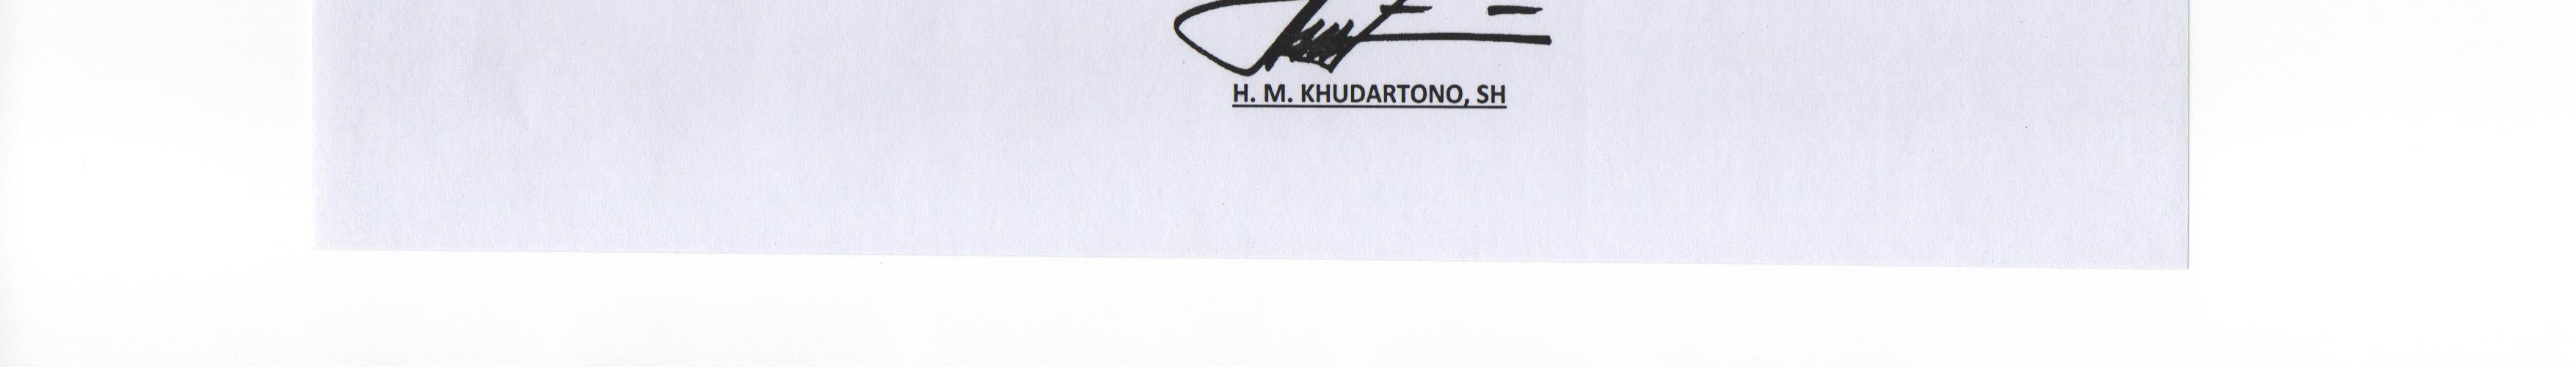 H. M. KHUDARTONO, SH